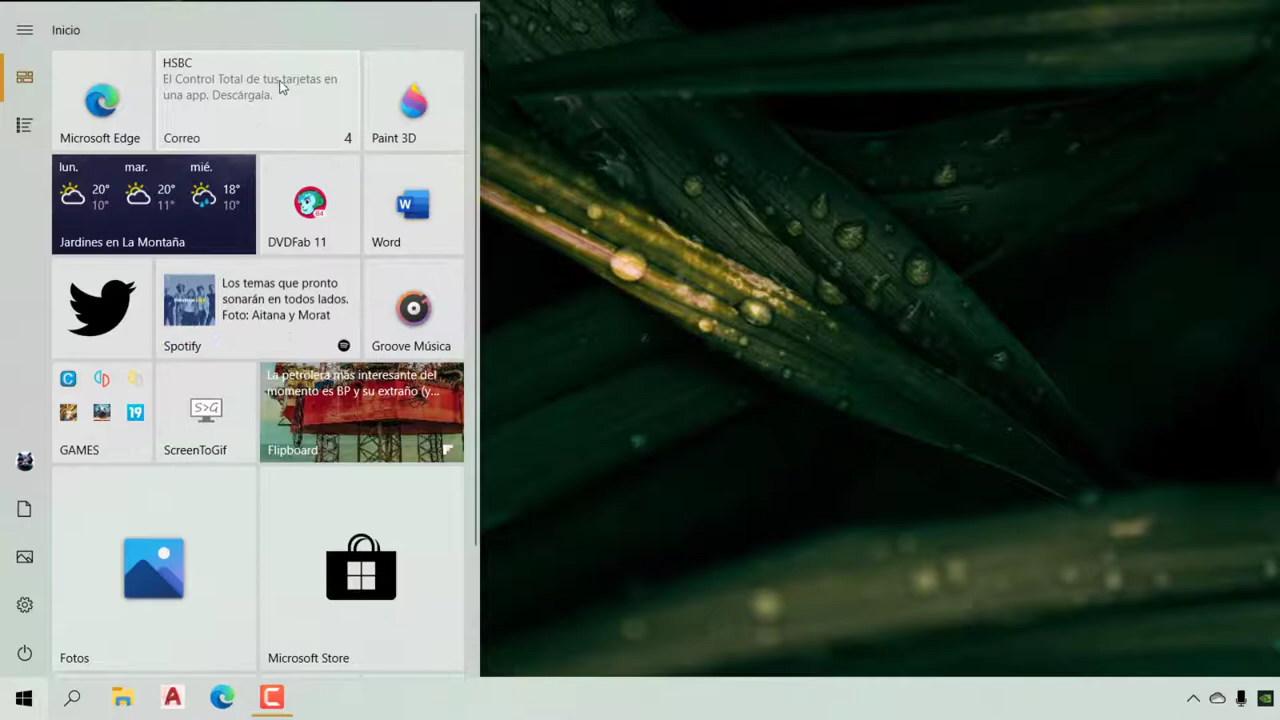 Inicio
HSBC
El Control Total de tus tarjetas en
una app. Descárgala.
Microsoft Edge
Correo
4
Paint 3D
lun.
mar.
mié.
20°
10°
20°
11°
18°
10°
Jardines en La Montaña
64
DVDFab 11
W
Word
Los temas que pronto
sonarán en todos lados.
Foto: Aitana y Morat
Spotify
Groove Música
C
19
GAMES
S>G
ScreenToGif
La petrolera más interesante del
momento es BP y su extraño (y...
Flipboard
Fotos
Microsoft Store
A
C